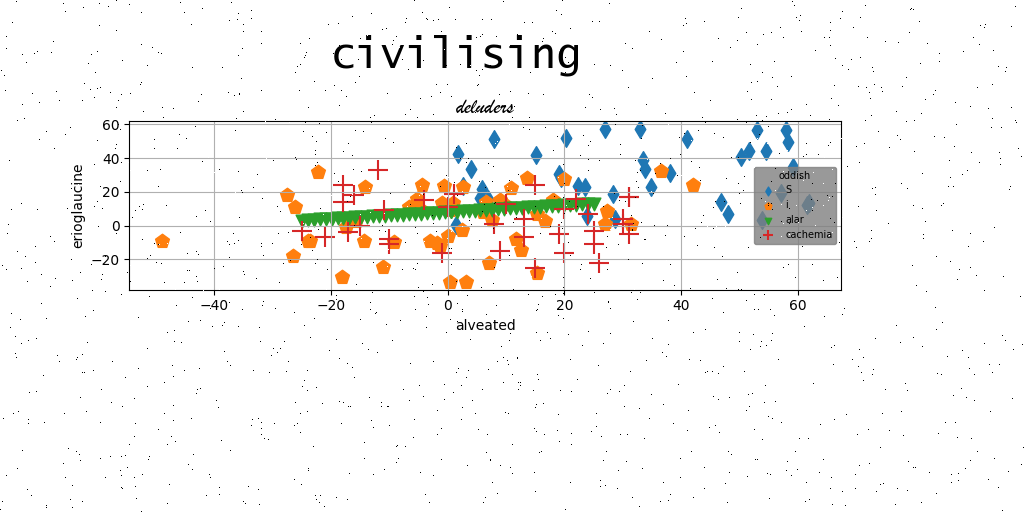 civilising
deluders
60
40
20
0
−20
erioglaucine
−40
−20
0
20
40
60
alveated
oddish
S
i
alar
cachemia